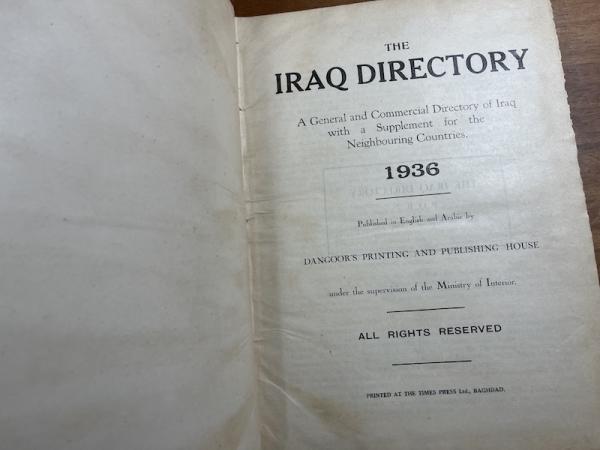 THE
IRAQ DIRECTORY
A General and Commercial Directory of Iraq
with a Supplement for the
Neighbouring Countries.
1936
Published in English and Arabic by
DANGOOR'S PRINTING AND PUBLISHING HOUSE
under the supervision of the Ministry of Interior.
ALL RIGHTS RESERVED
PRINTED AT THE TIMES PRESS Ltd., BAGHDAD.